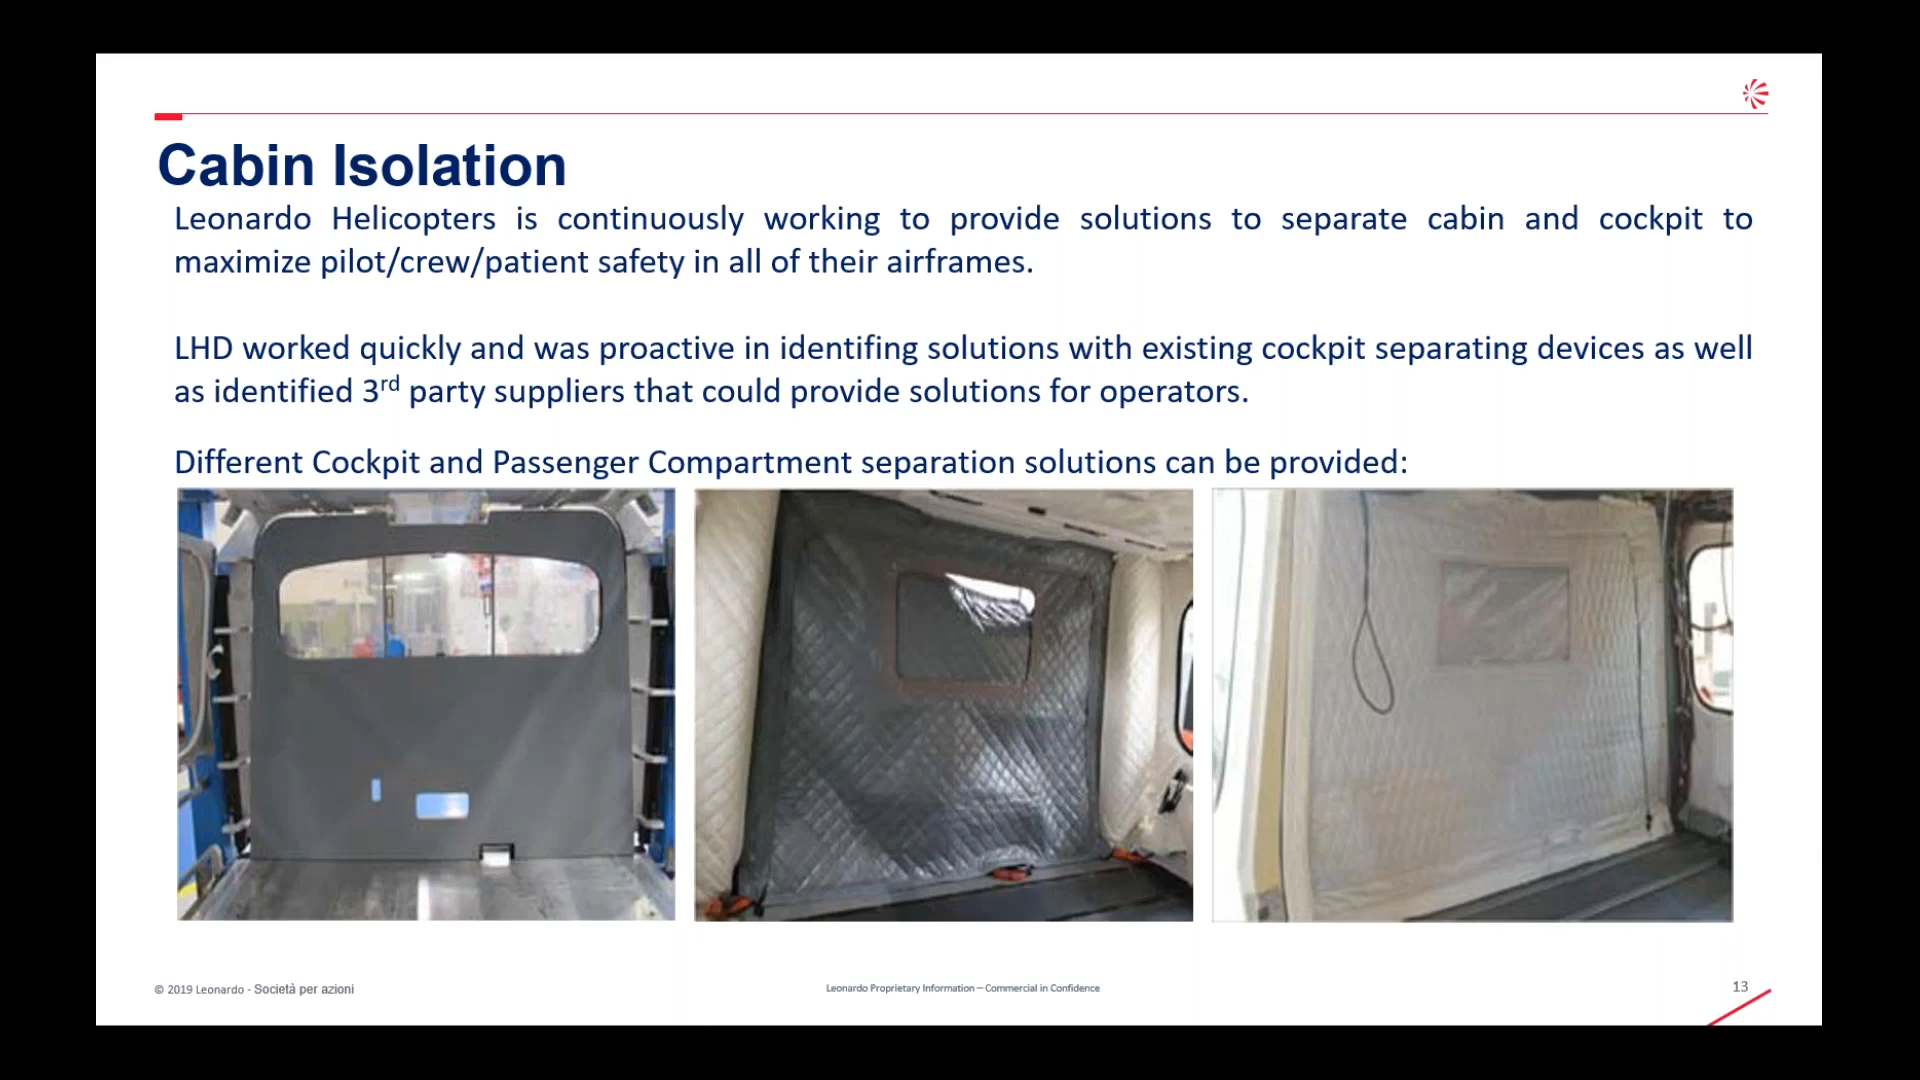 Cabin Isolation
Leonardo Helicopters is continuously working to provide solutions to separate cabin and cockpit to
maximize pilot/crew/patient safety in all of their airframes.
LHD worked quickly and was proactive in identifing solutions with existing cockpit separating devices as well
as identified 3rd party suppliers that could provide solutions for operators.
Different Cockpit and Passenger Compartment separation solutions can be provided:
© 2019 Leonardo - Società per azioni
Leonardo Proprietary Information – Commercial in Confidence
13